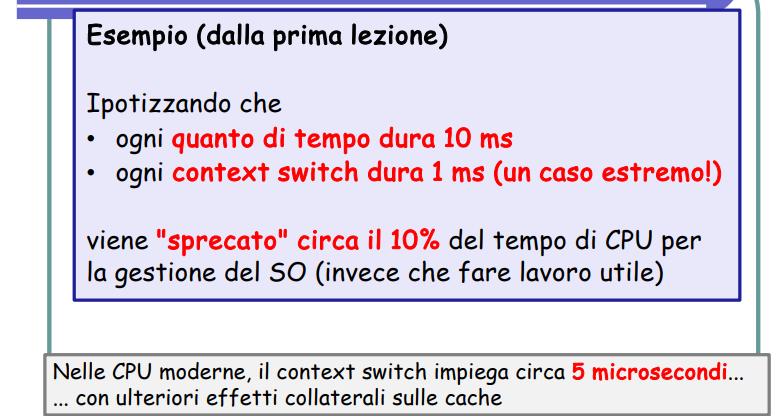 Esempio (dalla prima lezione)
Ipotizzando che
• ogni quanto di tempo dura 10 ms
• ogni context switch dura 1 ms (un caso estremo!)
viene "sprecato" circa il 10% del tempo di CPU per
la gestione del SO (invece che fare lavoro utile)
Nelle CPU moderne, il context switch impiega circa 5 microsecondi...
... con ulteriori effetti collaterali sulle cache